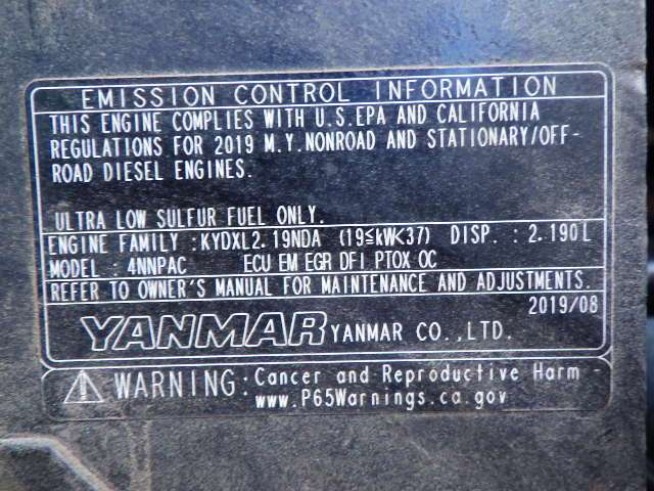 EMISSION CONTROL INFORMATION
THIS ENGINE COMPLIES WITH U.S.EPA AND CALIFORNIA
REGULATIONS FOR 2019 M.Y.NONROAD AND STATIONARY/OFF-
ROAD DIESEL ENGINES.
ULTRA LOW SULFUR FUEL ONLY.
ENGINE FAMILY : KYDXL2.19NDA (19≦kW<37) DISP. : 2.190L
MODEL : 4NNPAC ECU EM EGR DFI PTOX OC
REFER TO OWNER'S MANUAL FOR MAINTENANCE AND ADJUSTMENTS.
2019/08
YANMAR YANMAR CO.,LTD.
WARNING: Cancer and Reproductive Harm -
www.P65Warnings.ca.gov